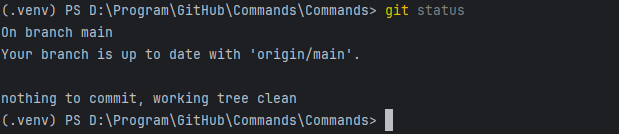 (.venv) PS D:\Program\GitHub\Commands\Commands> git status
On branch main
Your branch is up to date with 'origin/main'.
nothing to commit, working tree clean
(.venv) PS D:\Program\GitHub\Commands\Commands>